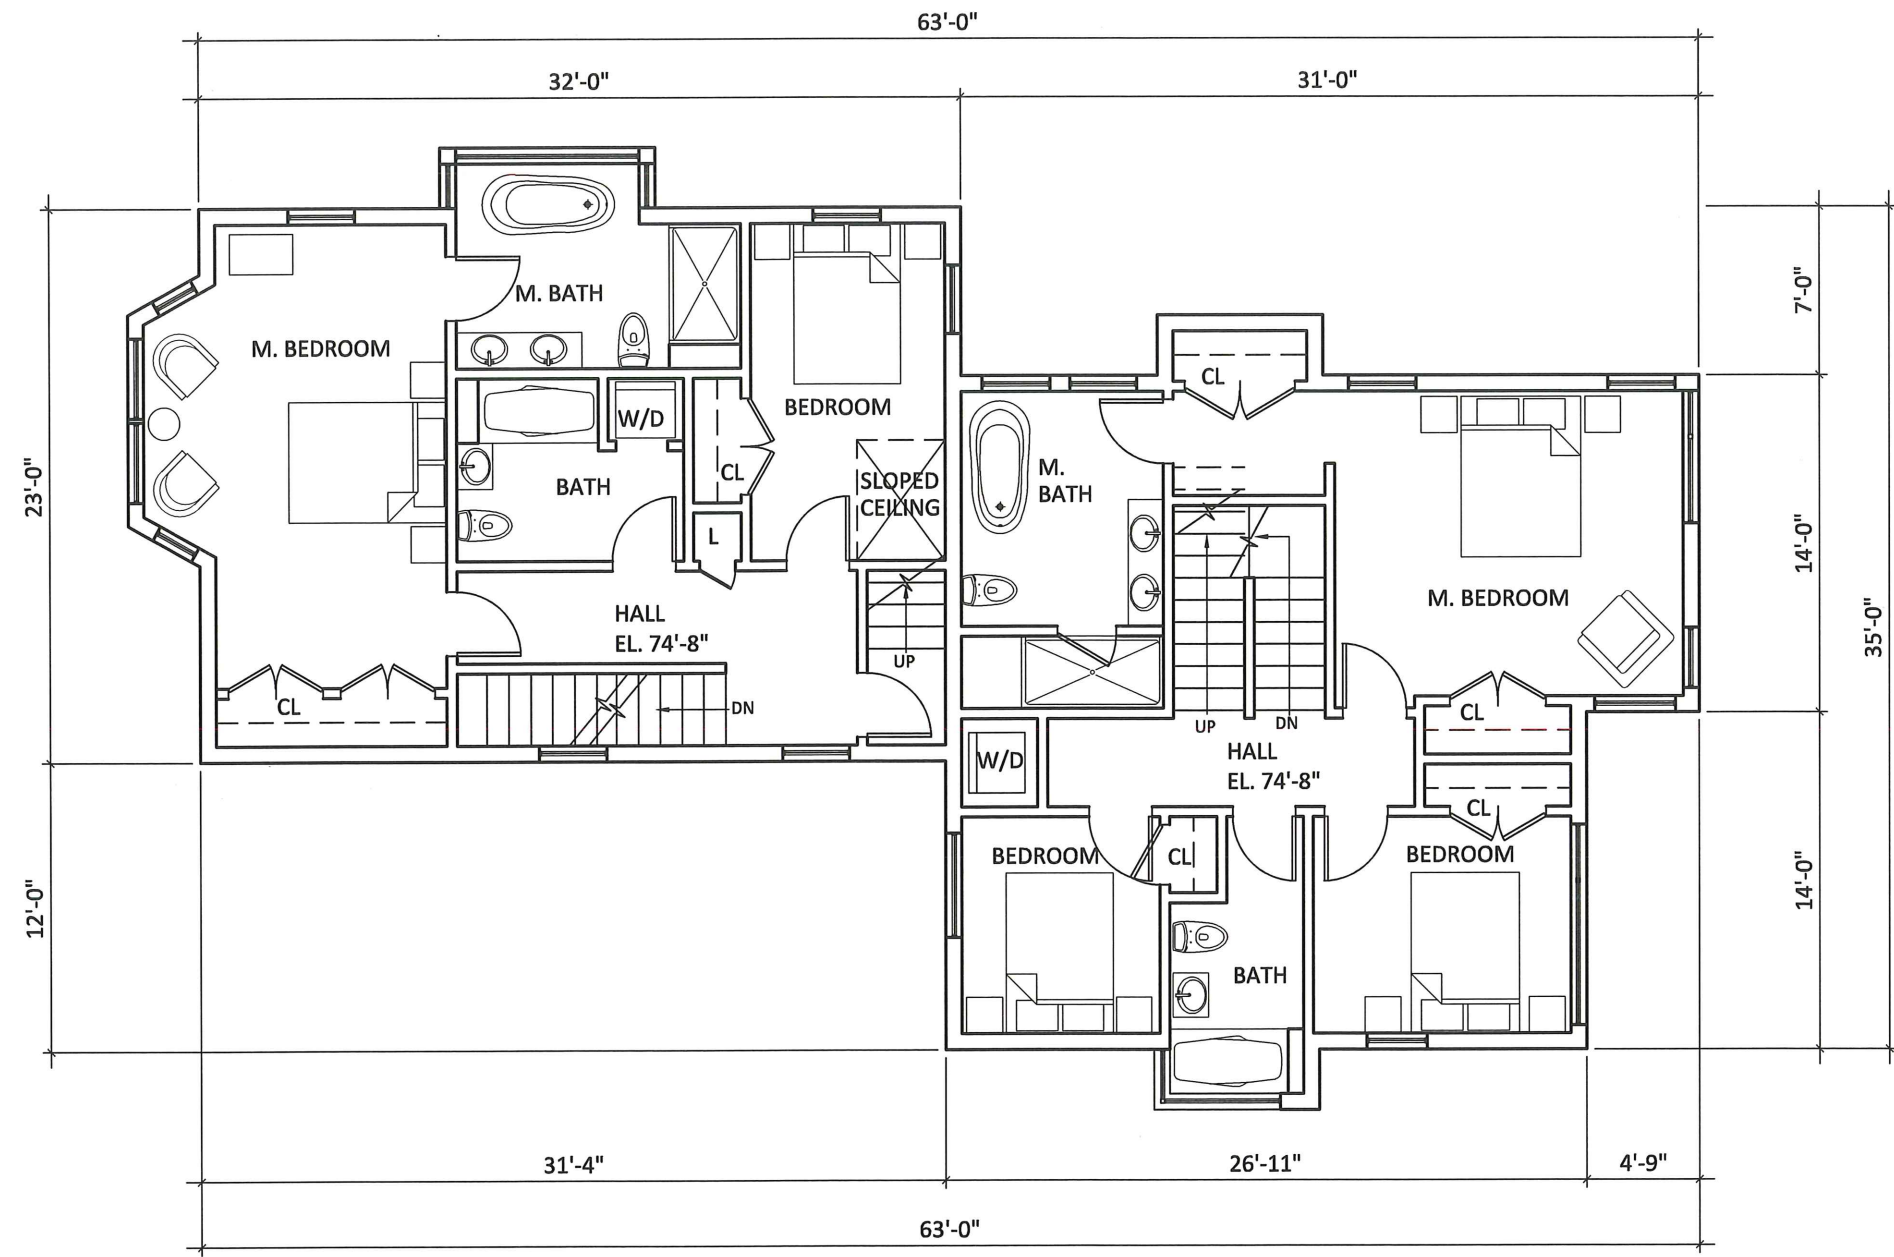 63'-0"
32'-0"
31'-0"
M. BATH
7'-0"
M. BEDROOM
CL
BEDROOM
W/D
23'-0"
CL
SLOPED
CEILING
M.
BATH
BATH
L
14'-0"
M. BEDROOM
HALL
EL. 74'-8"
35'-0"
UP
CL
DN
CL
UP
DN
HALL
EL. 74'-8"
W/D
CL
BEDROOM
CL
BEDROOM
12'-0"
14'-0"
BATH
31'-4"
26'-11"
4'-9"
63'-0"